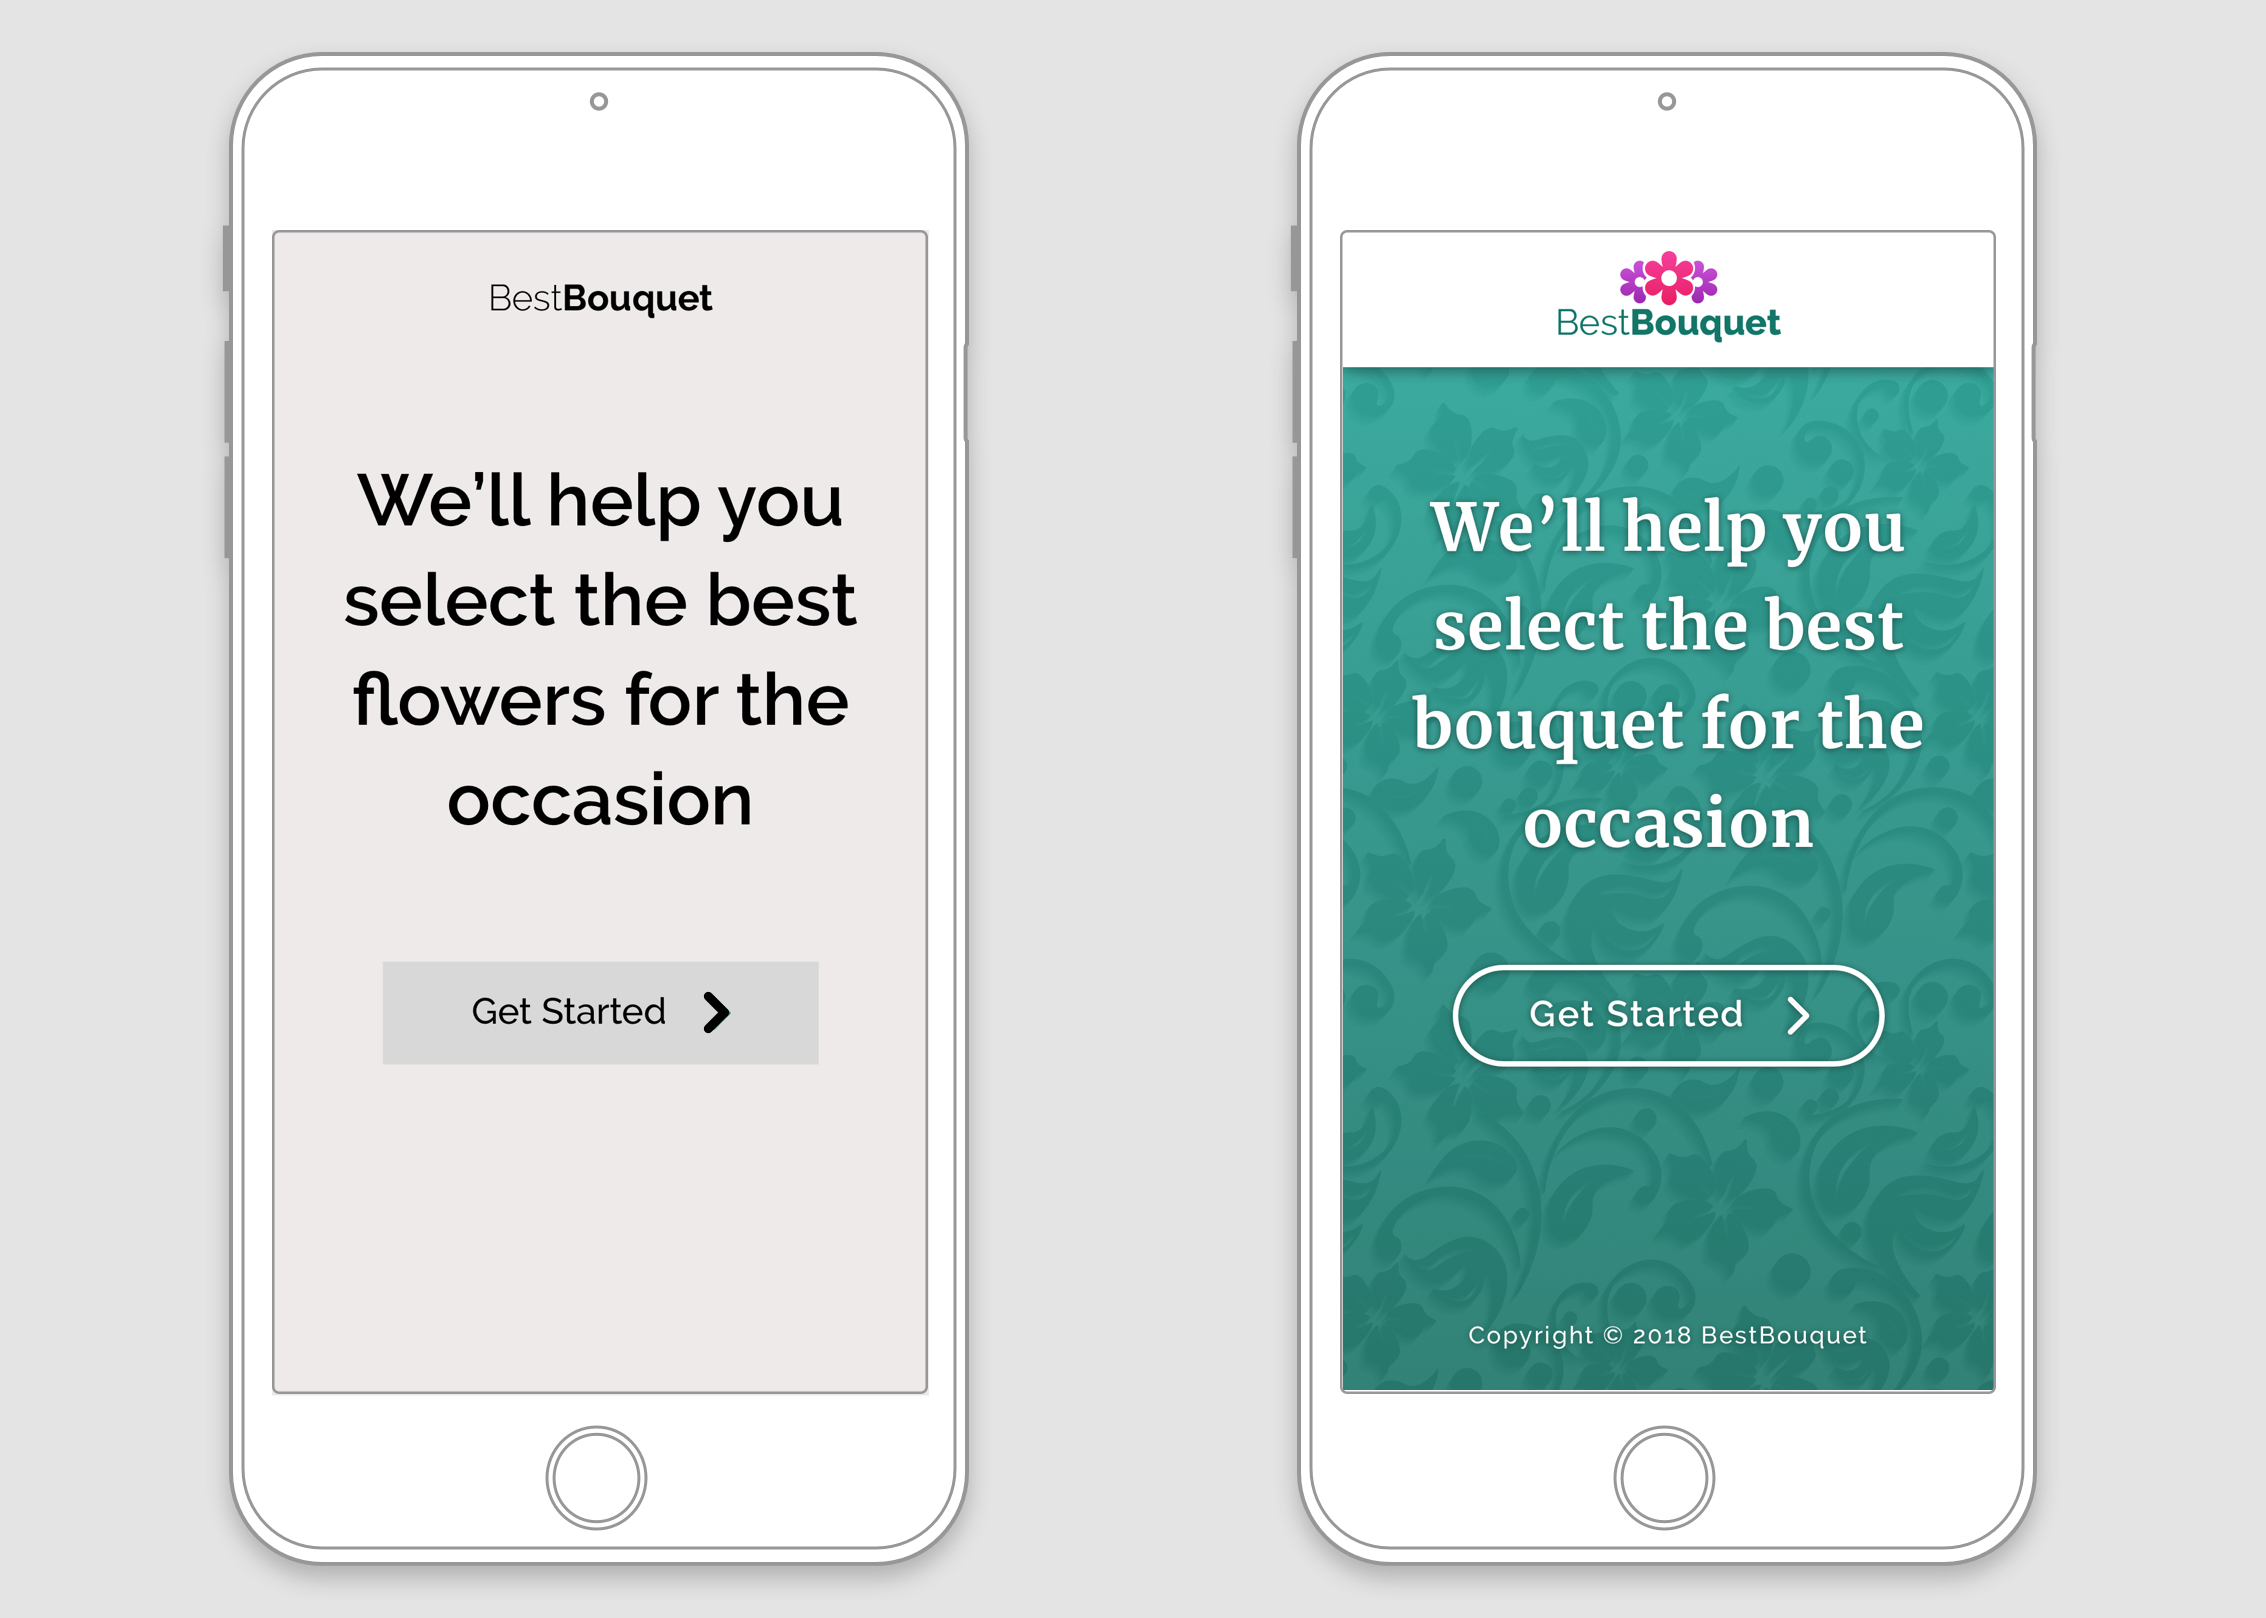 BestBouquet
We’ll help you
select the best
flowers for the
occasion
Get Started
BestBouquet
We’ll help you
select the best
bouquet for the
occasion
Get Started
Copyright © 2018 BestBouquet